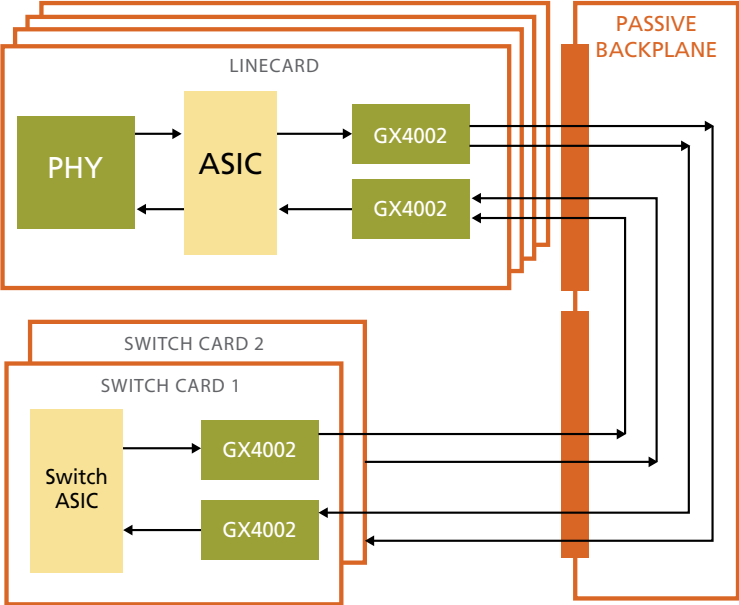 PASSIVE
BACKPLANE
LINECARD
PHY
ASIC
GX4002
GX4002
SWITCH CARD 2
SWITCH CARD 1
Switch
ASIC
GX4002
GX4002